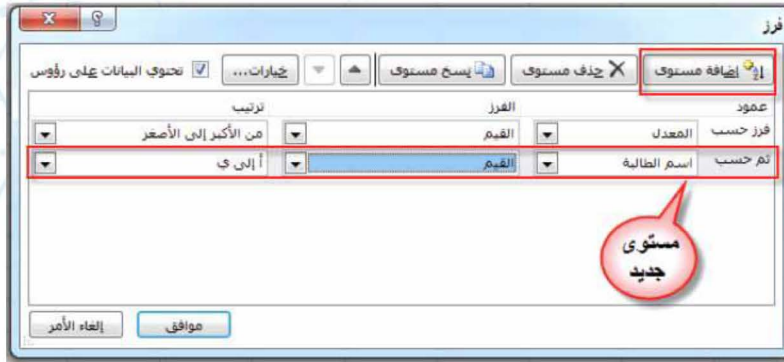 فرز
إضافة مستوى حذف مستوى نسخ مستوى خيارات... تحتوي البيانات على رؤوس
عمود الفرز ترتيب
فرز حسب المعدل القيم من الأكبر إلى الأصغر
ثم حسب اسم الطالبة القيم أ إلى ي
مستوى
جديد
موافق إلغاء الأمر